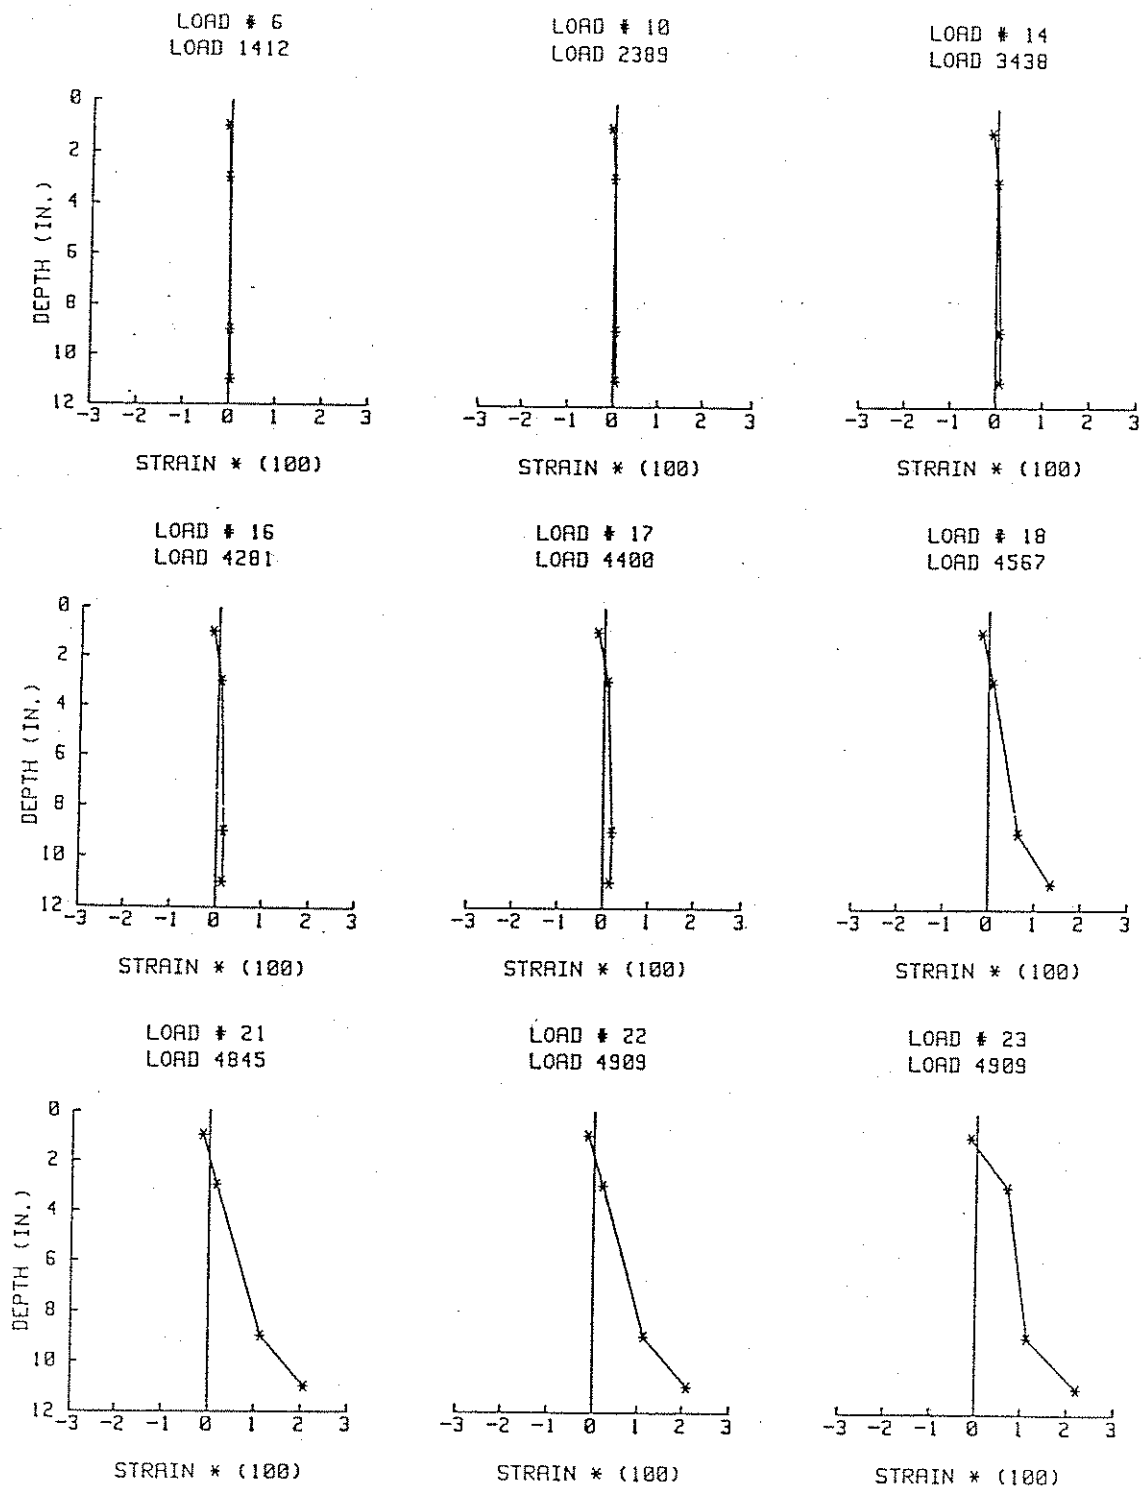 LOAD # 6
LOAD 1412
LOAD # 10
LOAD 2389
LOAD # 14
LOAD 3438
0
2
4
6
8
10
12
DEPTH (IN.)
-3 -2 -1 0 1 2 3
-3 -2 -1 0 1 2 3
-3 -2 -1 0 1 2 3
STRAIN * (100)
STRAIN * (100)
STRAIN * (100)
LOAD # 16
LOAD 4281
LOAD # 17
LOAD 4400
LOAD # 18
LOAD 4567
0
2
4
6
8
10
12
DEPTH (IN.)
-3 -2 -1 0 1 2 3
-3 -2 -1 0 1 2 3
-3 -2 -1 0 1 2 3
STRAIN * (100)
STRAIN * (100)
STRAIN * (100)
LOAD # 21
LOAD 4845
LOAD # 22
LOAD 4909
LOAD # 23
LOAD 4909
0
2
4
6
8
10
12
DEPTH (IN.)
-3 -2 -1 0 1 2 3
-3 -2 -1 0 1 2 3
-3 -2 -1 0 1 2 3
STRAIN * (100)
STRAIN * (100)
STRAIN * (100)